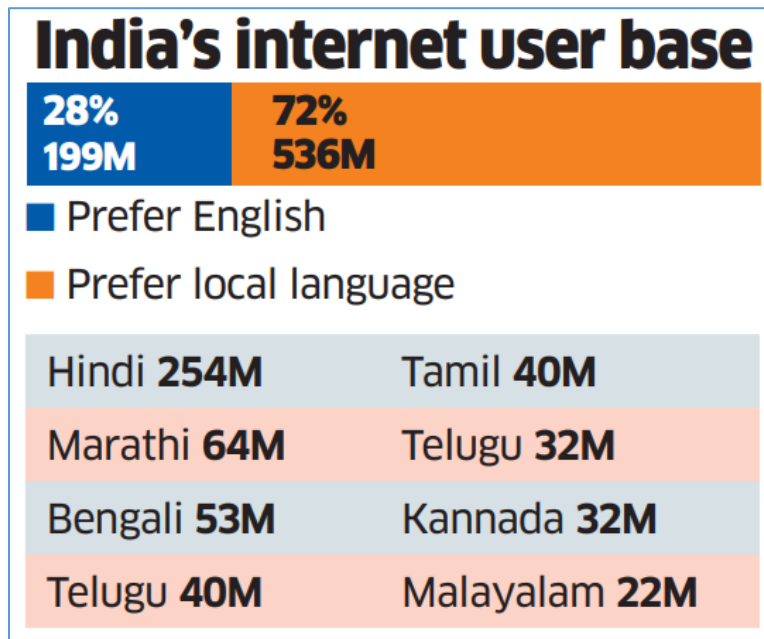 India's internet user base
28%
199M
72%
536M
Prefer English
Prefer local language
Hindi 254M
Tamil 40M
Marathi 64M
Telugu 32M
Bengali 53M
Kannada 32M
Telugu 40M
Malayalam 22M